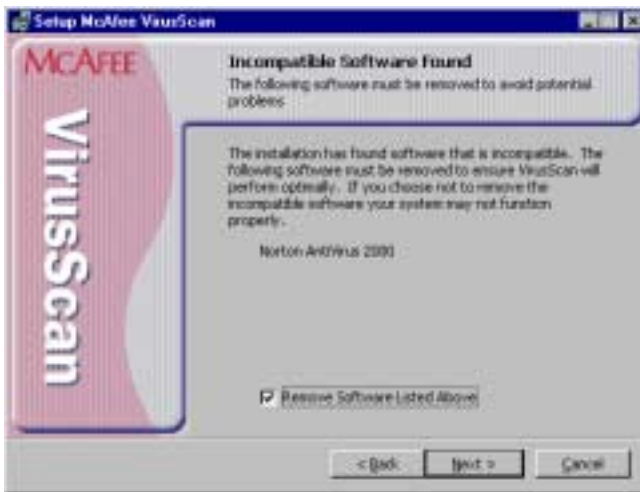 Setup McAfee VirusScan
McAFEE
VirusScan
Incompatible Software Found
The following software must be removed to avoid potential
problems
The installation has found software that is incompatible. The
following software must be removed to ensure VirusScan will
perform optimally. If you choose not to remove the
incompatible software your system may not function
properly.
Norton AntiVirus 2000
Remove Software Listed Above
< Back
Next >
Cancel